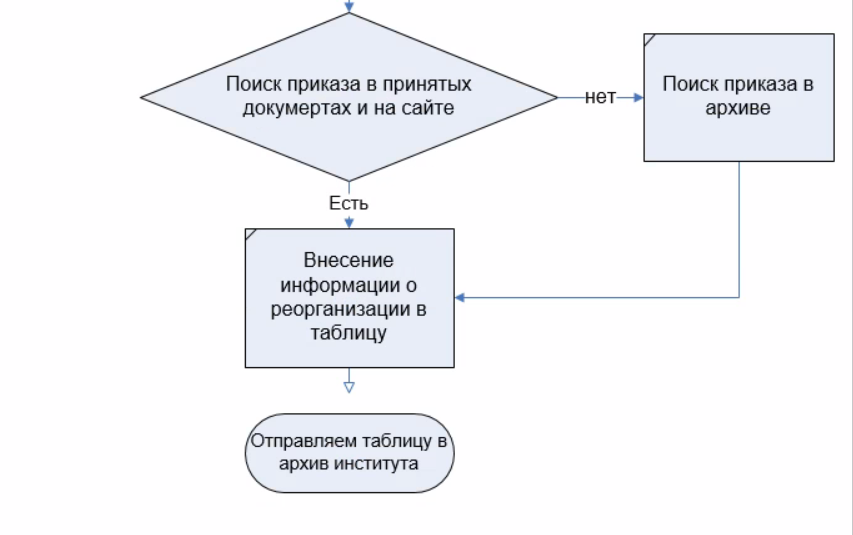 Поиск приказа в принятых
докумертах и на сайте
нет
Поиск приказа в
архиве
Есть
Внесение
информации о
реорганизации в
таблицу
Отправляем таблицу в
архив института